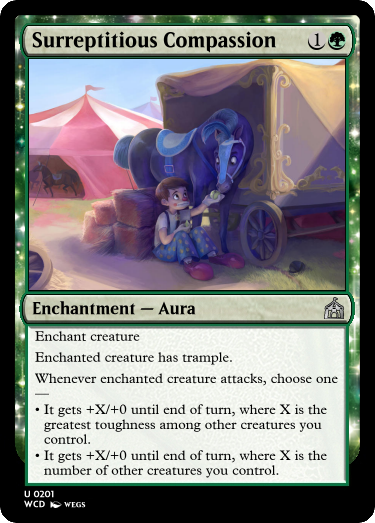 Surreptitious Compassion 1
Enchantment — Aura
Enchant creature
Enchanted creature has trample.
Whenever enchanted creature attacks, choose one
—
• It gets +X/+0 until end of turn, where X is the
greatest toughness among other creatures you
control.
• It gets +X/+0 until end of turn, where X is the
number of other creatures you control.
U 0201
WCD WEGS